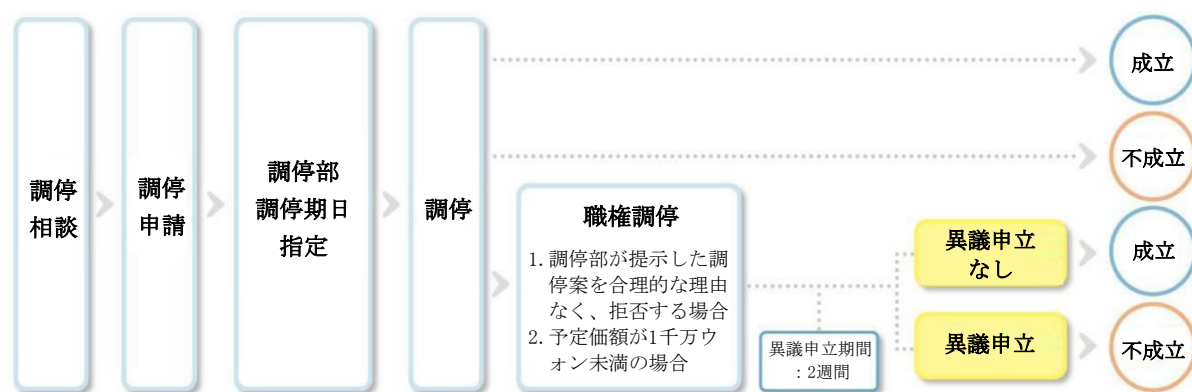 調停
相談
調停
申請
調停部
調停期日
指定
調停
成立
不成立
職権調停
1. 調停部が提示した調
停案を合理的な理由
なく、拒否する場合
2. 予定価額が1千万ウ
ォン未満の場合
異議申立期間
: 2週間
異議申立
なし
成立
異議申立
不成立